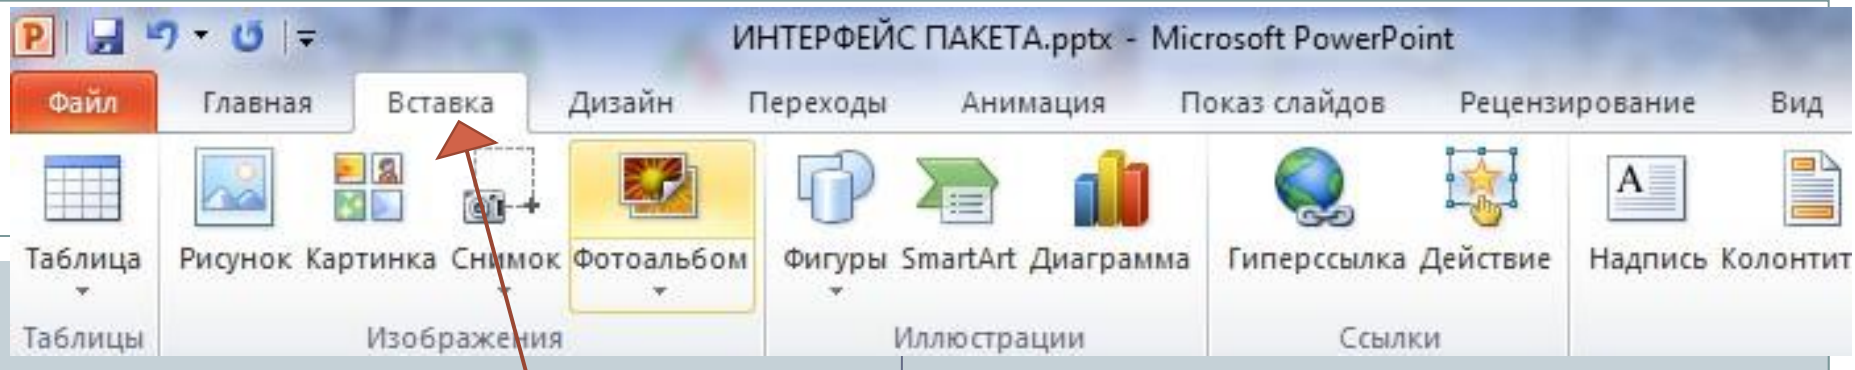 ИНТЕРФЕЙС ПАКЕТА.pptx - Microsoft PowerPoint
Файл Главная Вставка Дизайн Переходы Анимация Показ слайдов Рецензирование Вид
Таблица Рисунок Картинка Снимок Фотоальбом Фигуры SmartArt Диаграмма Гиперссылка Действие Надпись Колонтит
Таблицы Изображения Иллюстрации Ссылки